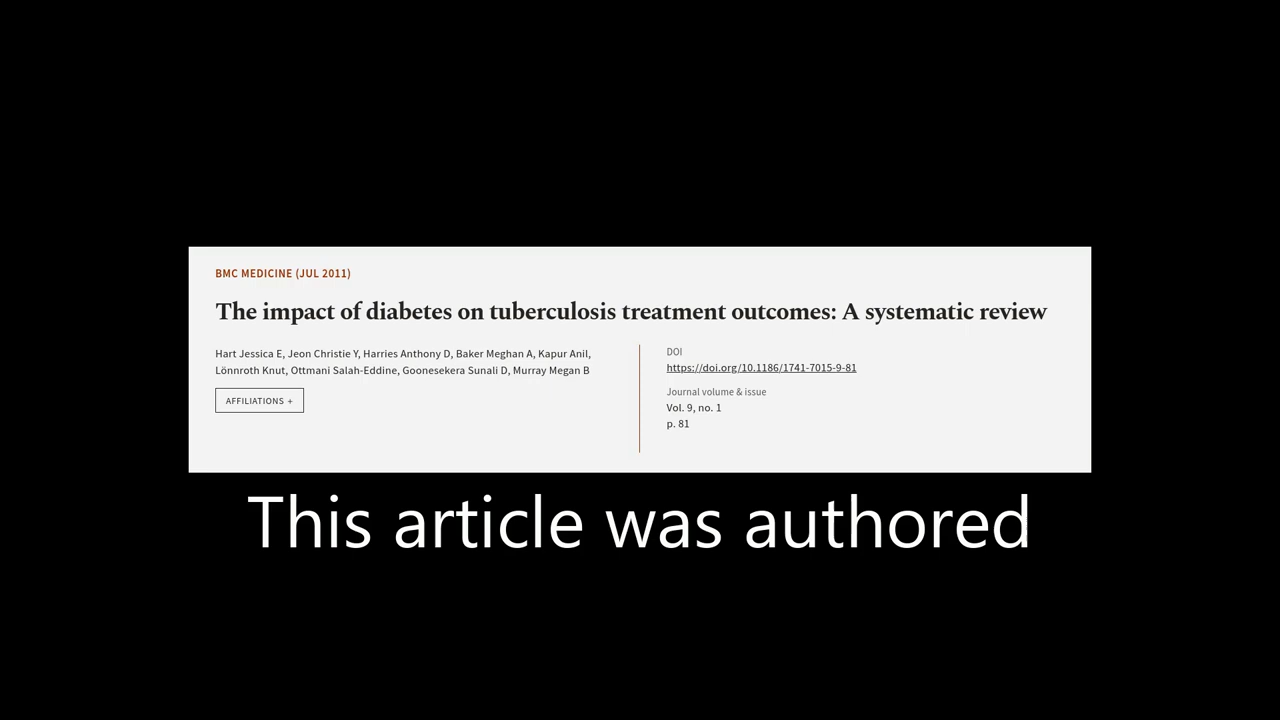 BMC MEDICINE (JUL 2011)
The impact of diabetes on tuberculosis treatment outcomes: A systematic review
Hart Jessica E, Jeon Christie Y, Harries Anthony D, Baker Meghan A, Kapur Anil,
Lönnroth Knut, Ottmani Salah-Eddine, Goonesekera Sunali D, Murray Megan B
AFFILIATIONS +
DOI
https://doi.org/10.1186/1741-7015-9-81
Journal volume & issue
Vol. 9, no. 1
p. 81
This article was authored